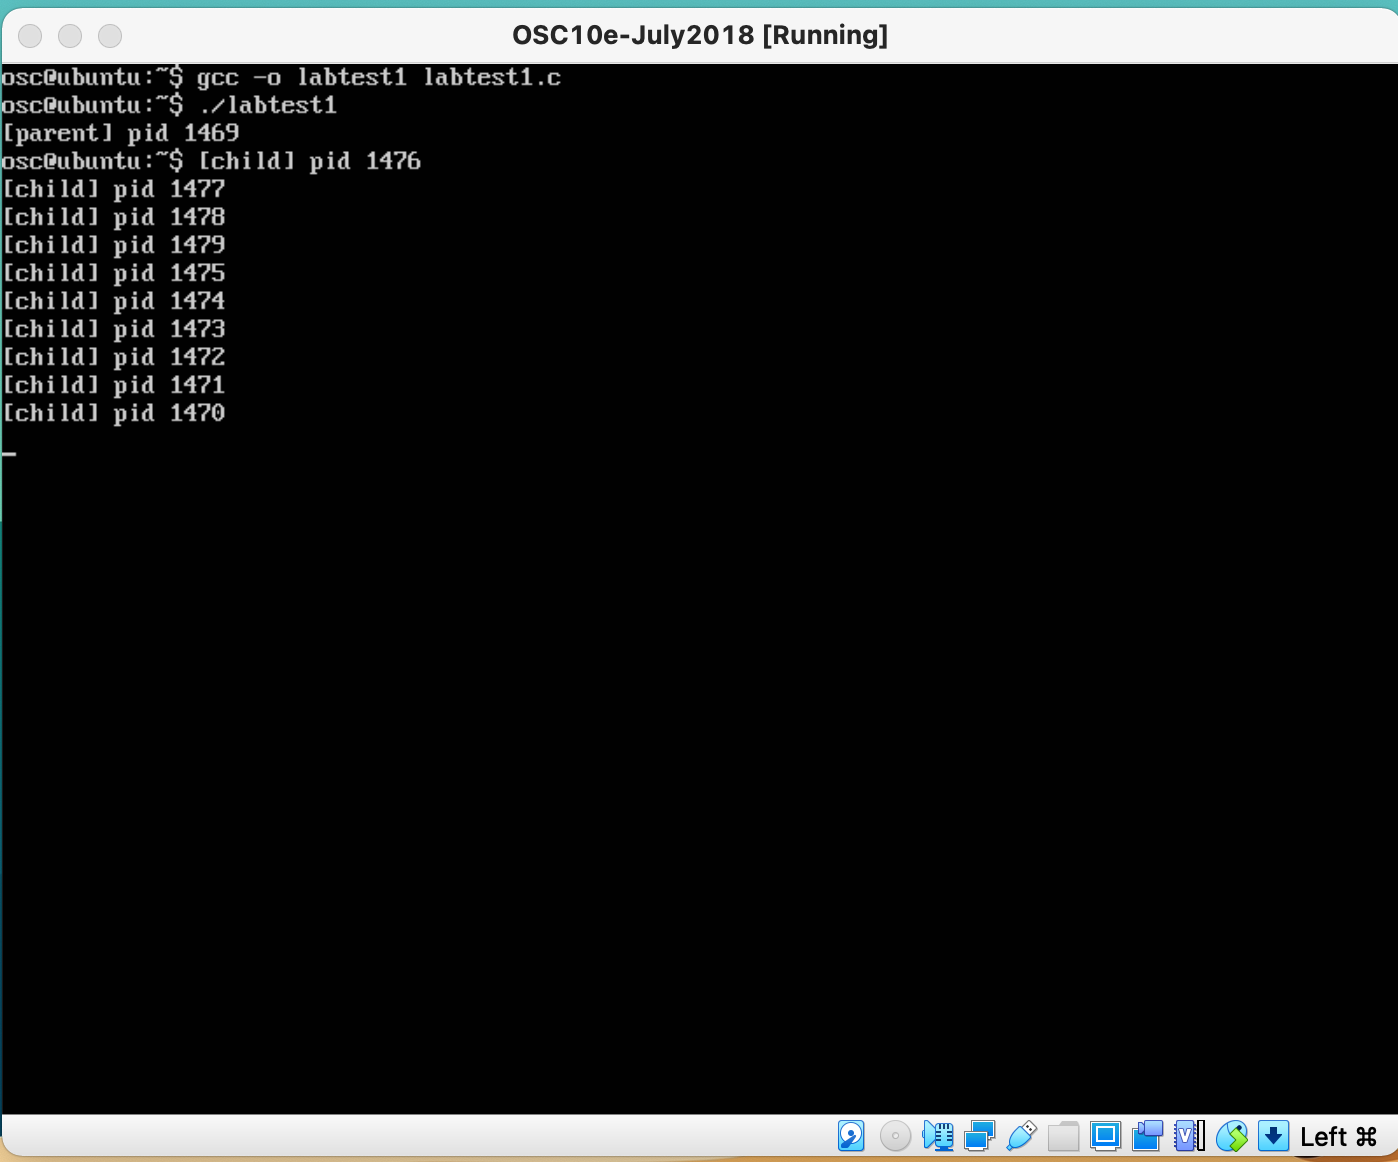 OSC10e-July2018 [Running]
osc@ubuntu:~$ gcc -o labtest1 labtest1.c
osc@ubuntu:~$ ./labtest1
[parent] pid 1469
osc@ubuntu:~$ [child] pid 1476
[child] pid 1477
[child] pid 1478
[child] pid 1479
[child] pid 1475
[child] pid 1474
[child] pid 1473
[child] pid 1472
[child] pid 1471
[child] pid 1470
Left ⌘